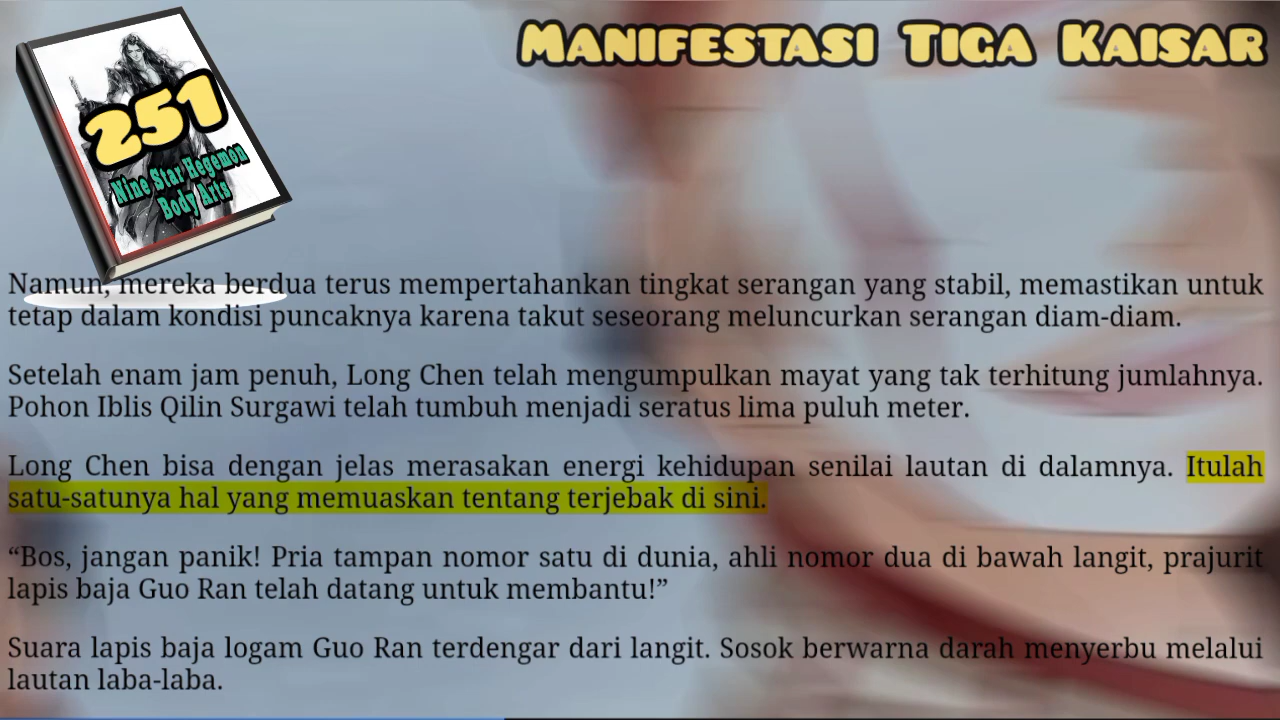 Manifestasi Tiga Kaisar
251
Nine Star Hegemon
Body Arts
Namun, mereka berdua terus mempertahankan tingkat serangan yang stabil, memastikan untuk
tetap dalam kondisi puncaknya karena takut seseorang meluncurkan serangan diam-diam.
Setelah enam jam penuh, Long Chen telah mengumpulkan mayat yang tak terhitung jumlahnya.
Pohon Iblis Qilin Surgawi telah tumbuh menjadi seratus lima puluh meter.
Long Chen bisa dengan jelas merasakan energi kehidupan senilai lautan di dalamnya. Itulah
satu-satunya hal yang memuaskan tentang terjebak di sini.
“Bos, jangan panik! Pria tampan nomor satu di dunia, ahli nomor dua di bawah langit, prajurit
lapis baja Guo Ran telah datang untuk membantu!”
Suara lapis baja logam Guo Ran terdengar dari langit. Sosok berwarna darah menyerbu melalui
lautan laba-laba.